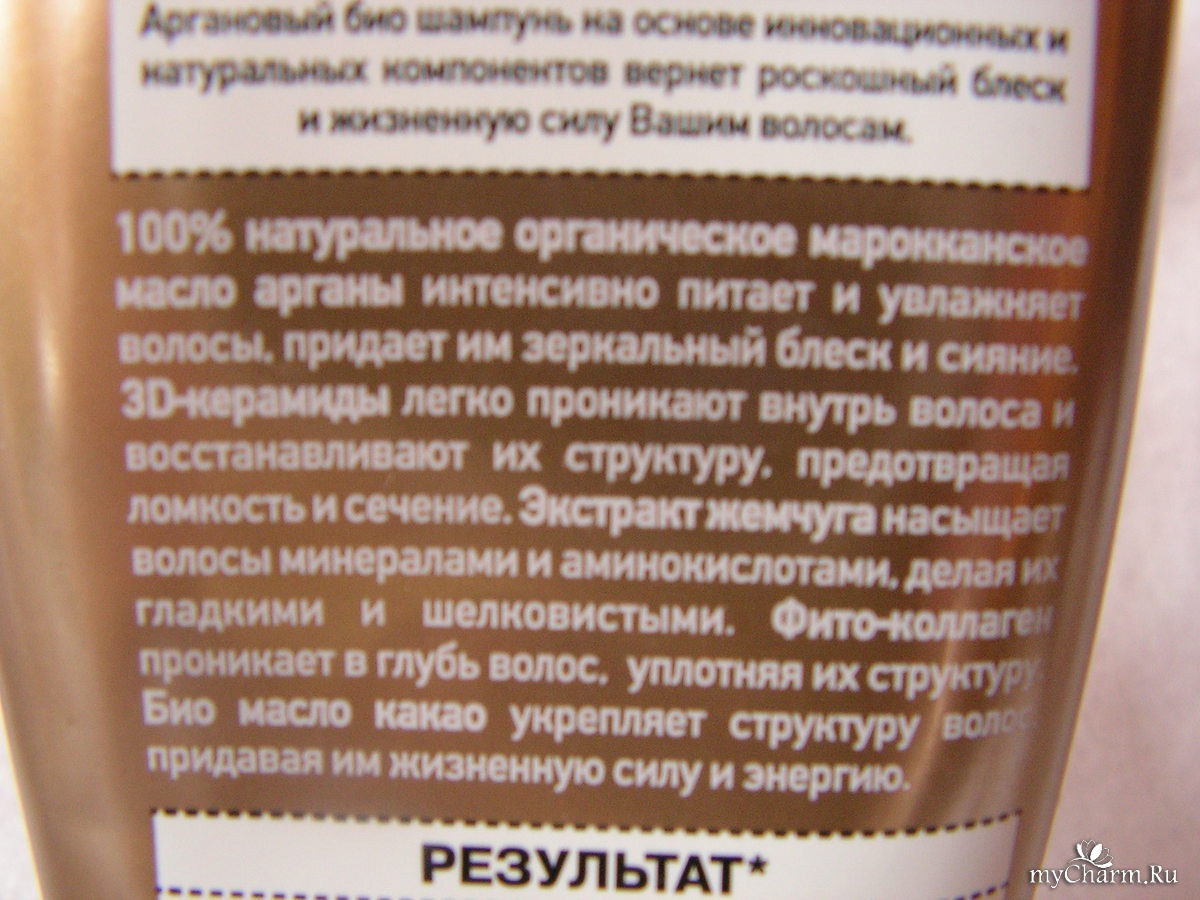 Аргановый био шампунь на основе инновационных и
натуральных компонентов вернет роскошный блеск
и жизненную силу Вашим волосам.
100% натуральное органическое марокканское
масло арганы интенсивно питает и увлажняет
волосы, придает им зеркальный блеск и сияние.
3D-керамиды легко проникают внутрь волоса и
восстанавливают их структуру, предотвращая
ломкость и сечение. Экстракт жемчуга насыщает
волосы минералами и аминокислотами, делая их
гладкими и шелковистыми. Фито-коллаген
проникает в глубь волос, уплотняя их структуру
Био масло какао укрепляет структуру волос,
придавая им жизненную силу и энергию.
РЕЗУЛЬТАТ*
myCharm.Ru